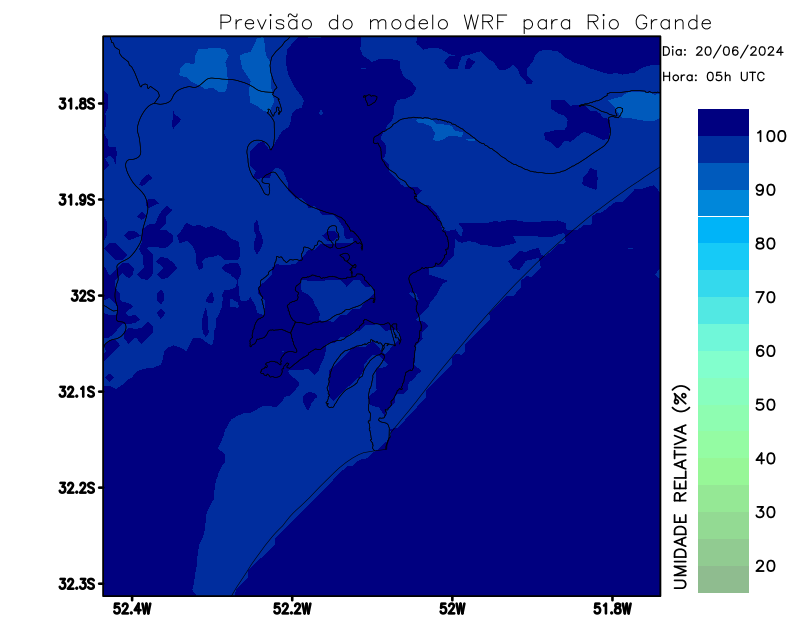 Previsão do modelo WRF para Rio Grande
Dia: 20/06/2024
Hora: 05h UTC
31.8S
31.9S
32S
32.1S
32.2S
32.3S
52.4W
52.2W
52W
51.8W
UMIDADE RELATIVA (%)
100
90
80
70
60
50
40
30
20